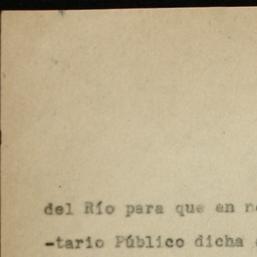 del Río para que en
-tario Público dicha